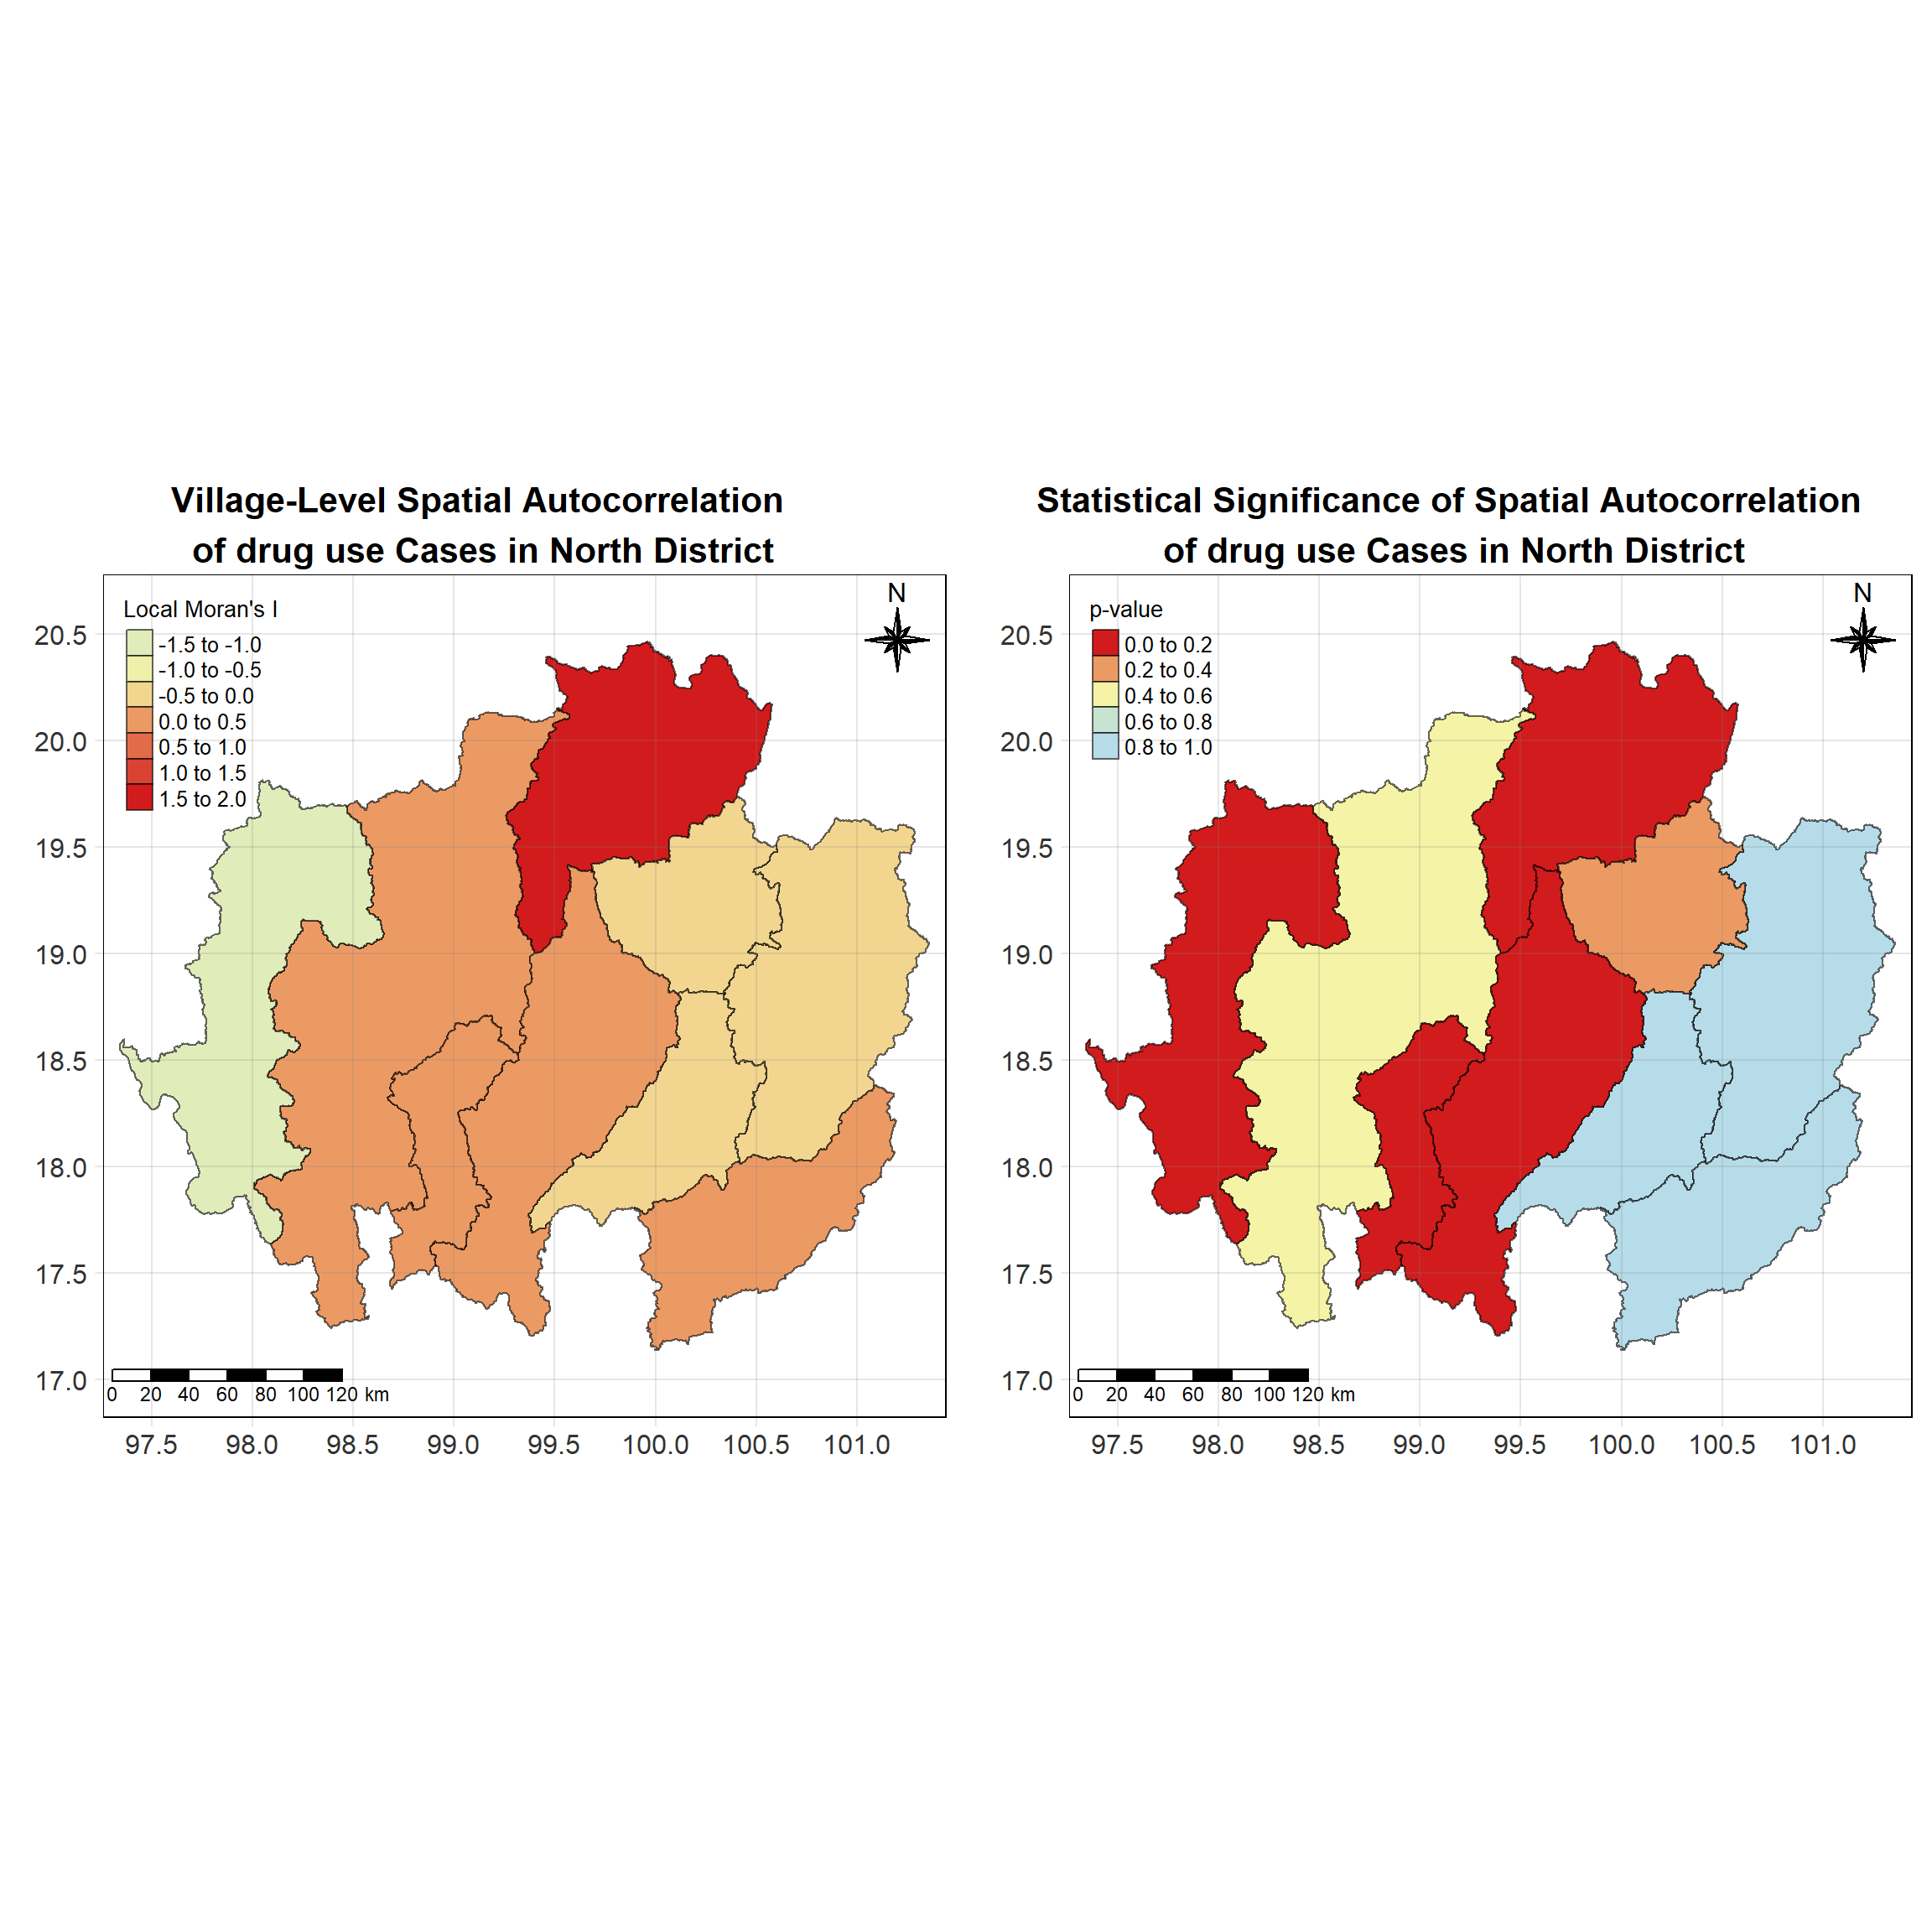 Village-Level Spatial Autocorrelation
of drug use Cases in North District
N
Local Moran's I
-1.5 to -1.0
-1.0 to -0.5
-0.5 to 0.0
0.0 to 0.5
0.5 to 1.0
1.0 to 1.5
1.5 to 2.0
20.5
20.0
19.5
19.0
18.5
18.0
17.5
17.0
0 20 40 60 80 100 120 km
97.5 98.0 98.5 99.0 99.5 100.0 100.5 101.0
Statistical Significance of Spatial Autocorrelation
of drug use Cases in North District
N
p-value
0.0 to 0.2
0.2 to 0.4
0.4 to 0.6
0.6 to 0.8
0.8 to 1.0
20.5
20.0
19.5
19.0
18.5
18.0
17.5
17.0
0 20 40 60 80 100 120 km
97.5 98.0 98.5 99.0 99.5 100.0 100.5 101.0